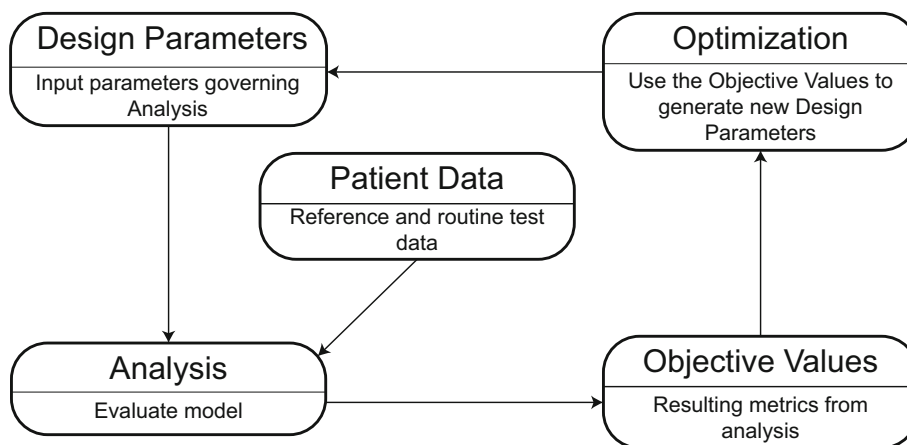 Design Parameters
Input parameters governing
Analysis
Optimization
Use the Objective Values to
generate new Design
Parameters
Patient Data
Reference and routine test
data
Analysis
Evaluate model
Objective Values
Resulting metrics from
analysis